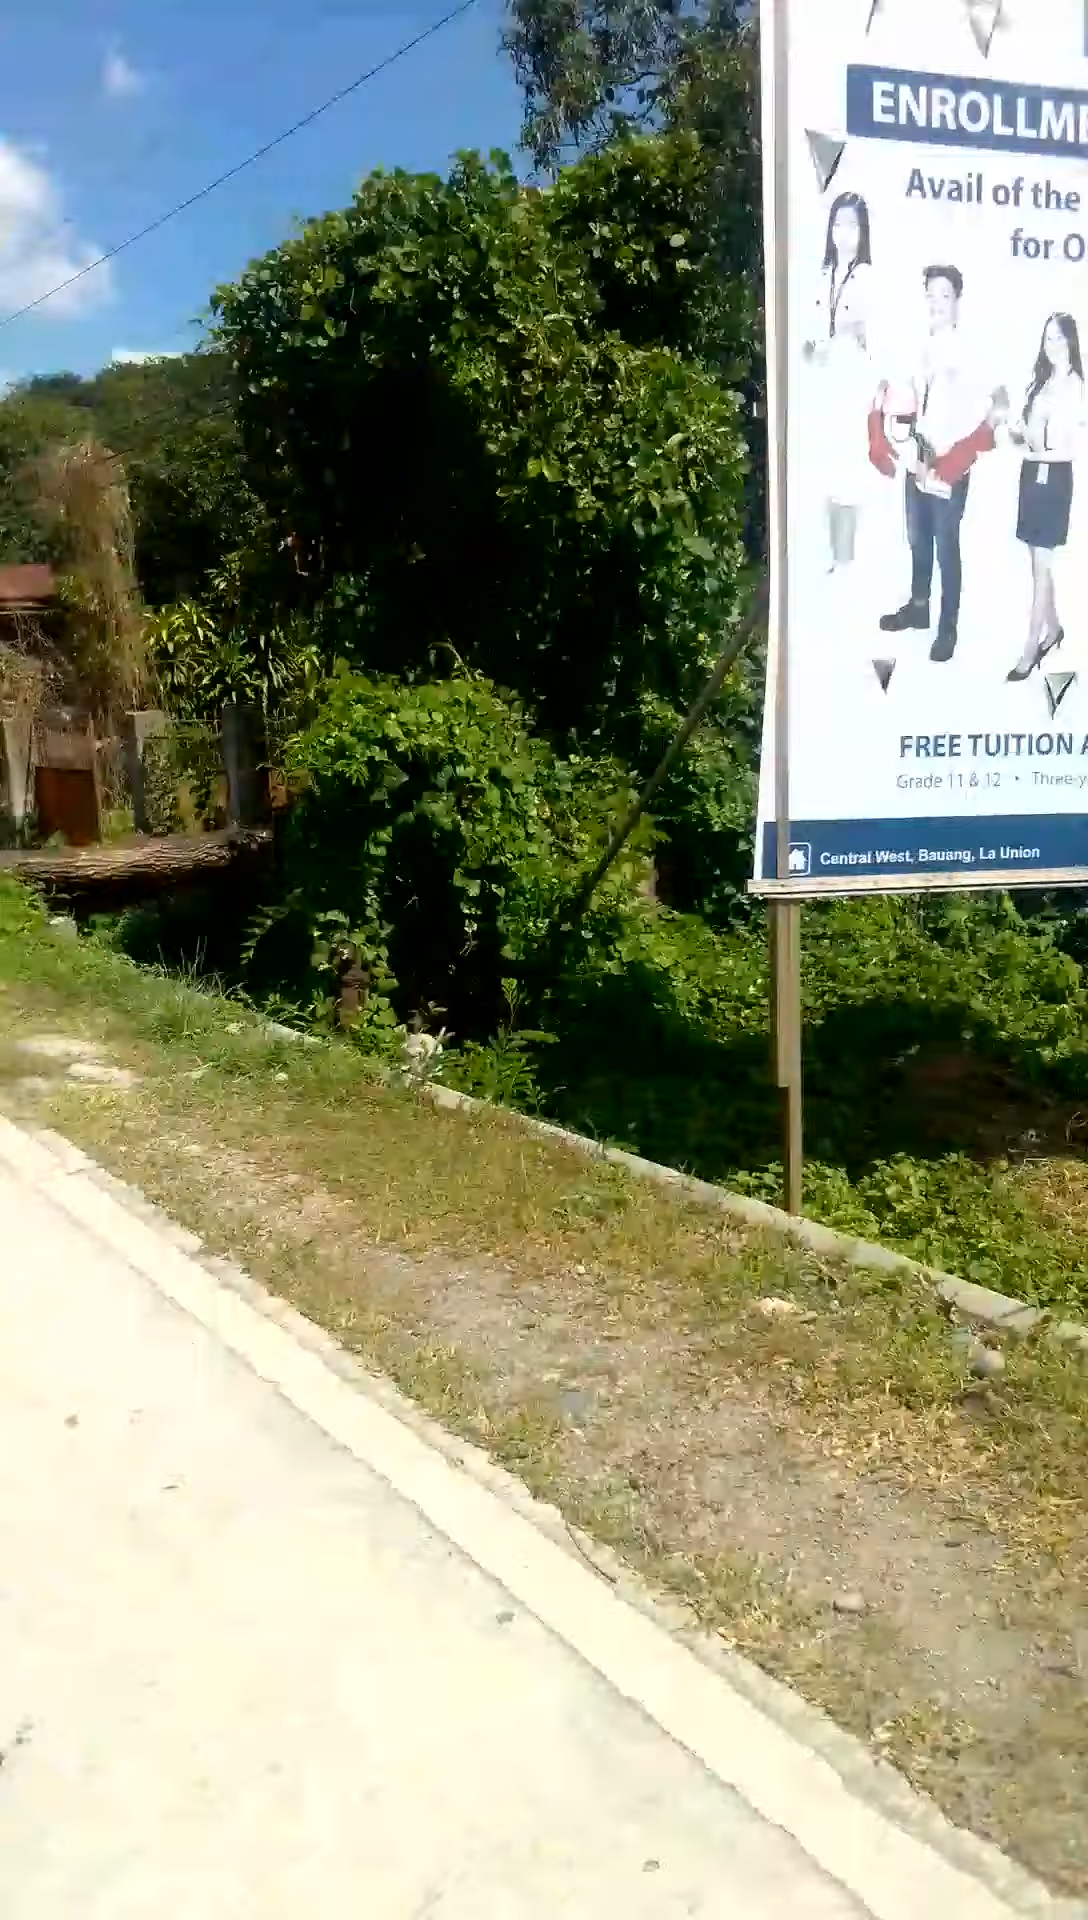 ENROLLME
Avail of the
for O
FREE TUITION A
Grade 11 & 12 • Three-y
Central West, Bauang, La Union